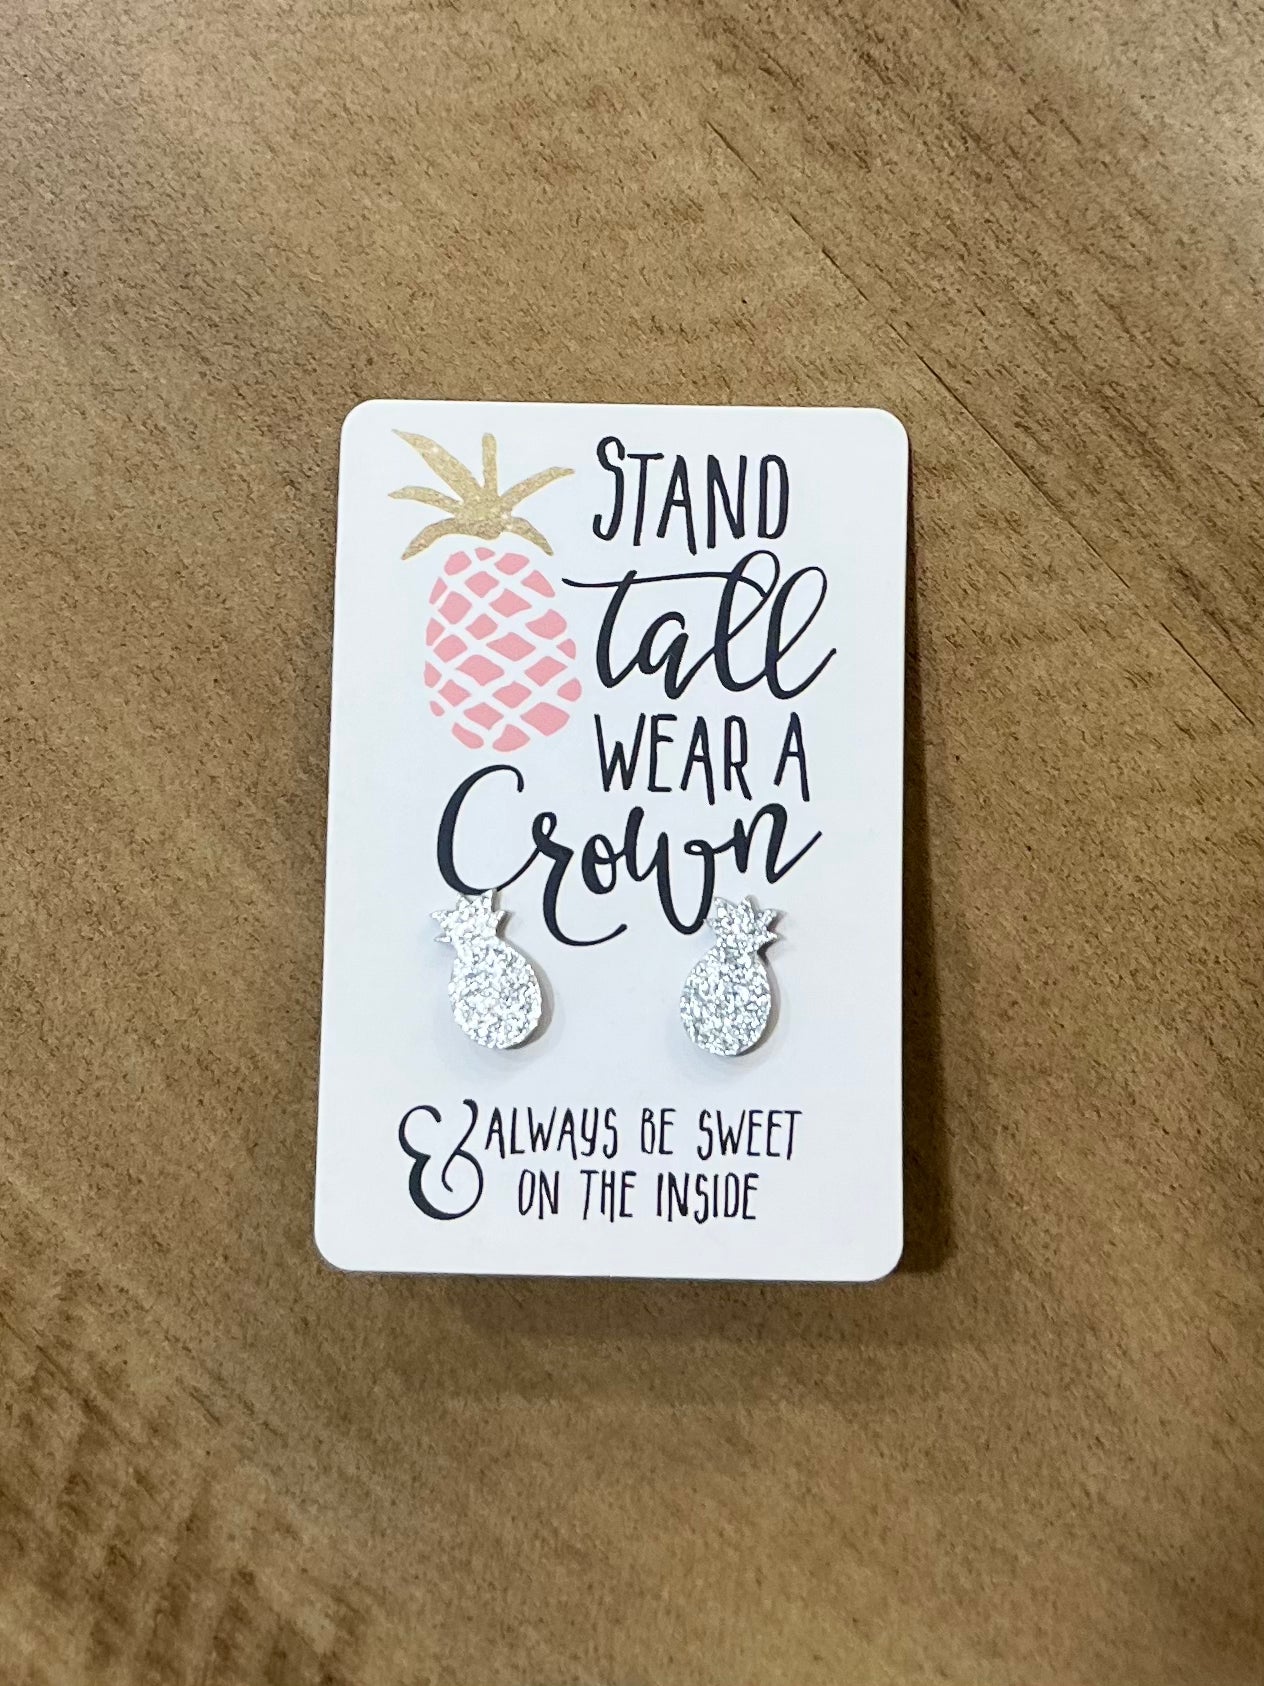 STAND
tall
WEAR A
Crown
& ALWAYS BE SWEET
ON THE INSIDE